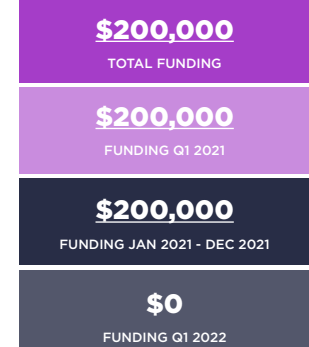 $200,000
TOTAL FUNDING
$200,000
FUNDING Q1 2021
$200,000
FUNDING JAN 2021 - DEC 2021
$0
FUNDING Q1 2022